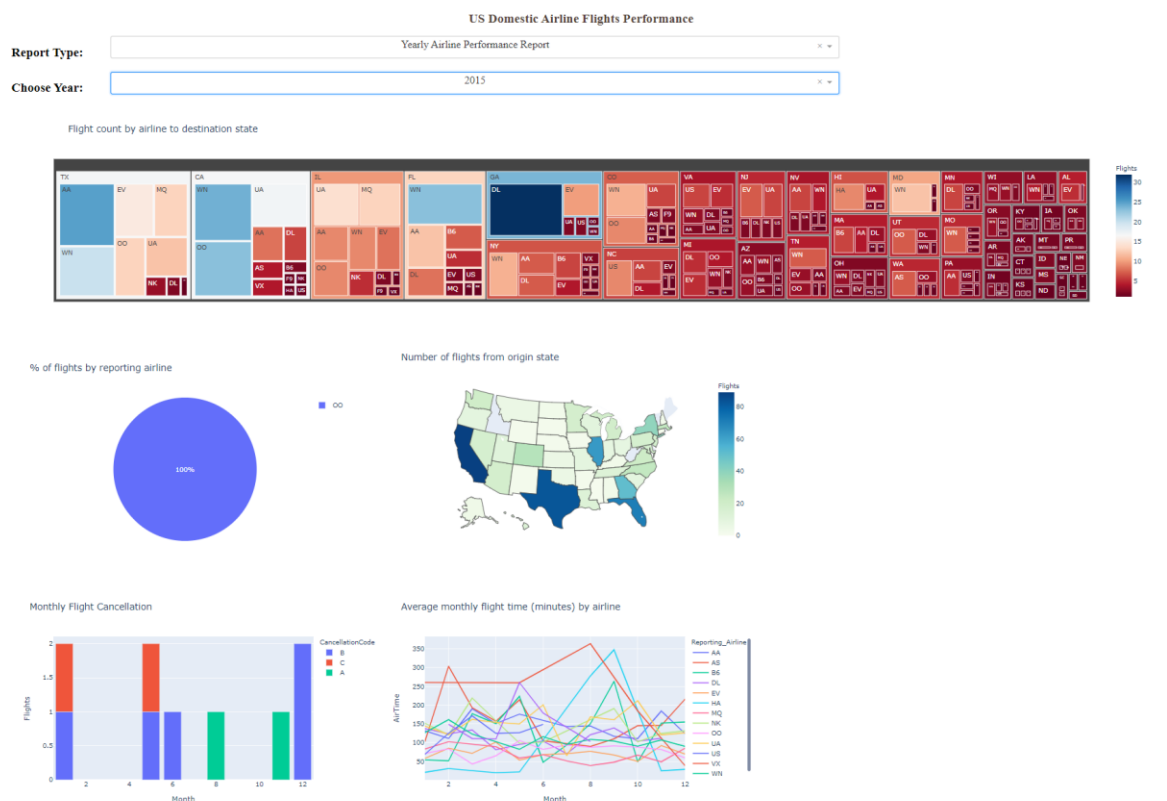 US Domestic Airline Flights Performance
Report Type:
Yearly Airline Performance Report
Choose Year:
2015
Flight count by airline to destination state
Flights
30
25
20
15
10
5
TX
AA
EV
MQ
WN
OO
UA
NK
DL
CA
WN
UA
OO
AA
DL
AS
B6
VX
F9
NK
HA
US
IL
UA
MQ
AA
WN
EV
OO
NK
DL
F9
VX
FL
WN
AA
B6
UA
DL
EV
US
MQ
GA
DL
EV
UA
US
NY
WN
AA
B6
VX
DL
EV
CO
WN
UA
OO
AS
F9
NC
US
AA
EV
DL
VA
US
EV
WN
DL
MI
DL
OO
WN
NJ
EV
UA
AZ
AA
WN
OO
B6
UA
NV
AA
WN
TN
WN
EV
AA
OO
HI
HA
UA
MA
B6
AA
DL
OH
WN
DL
AA
EV
MD
WN
UT
OO
DL
WN
WA
AS
OO
MN
DL
OO
MO
WN
PA
AA
US
WI
LA
WN
AL
EV
OR
KY
IA
OK
AR
AK
MT
PR
CT
ID
NE
NM
IN
KS
MS
ND
% of flights by reporting airline
100%
OO
Number of flights from origin state
Flights
80
60
40
20
0
Monthly Flight Cancellation
Flights
2
1.5
1
0.5
0
2
4
6
8
10
12
Month
CancellationCode
B
C
A
Average monthly flight time (minutes) by airline
AirTime
350
300
250
200
150
100
50
2
4
6
8
10
12
Month
Reporting_Airline
AA
AS
B6
DL
EV
HA
MQ
NK
OO
UA
US
VX
WN